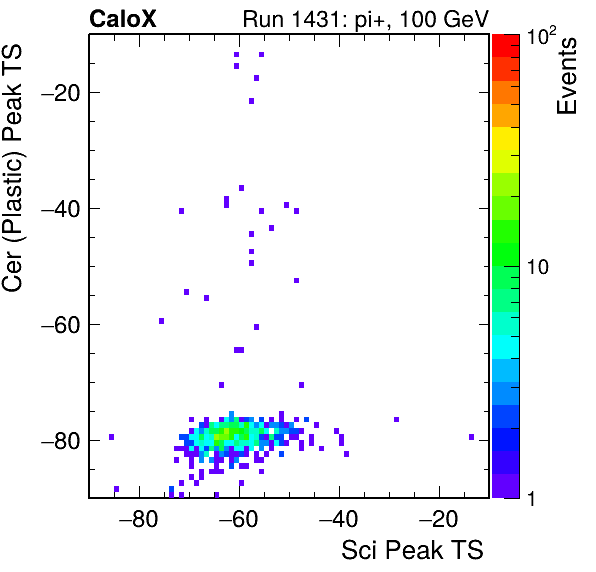 CaloX Run 1431: pi+, 100 GeV
Cer (Plastic) Peak TS
−20
−40
−60
−80
−80 −60 −40 −20
Sci Peak TS
10²
10
1
Events